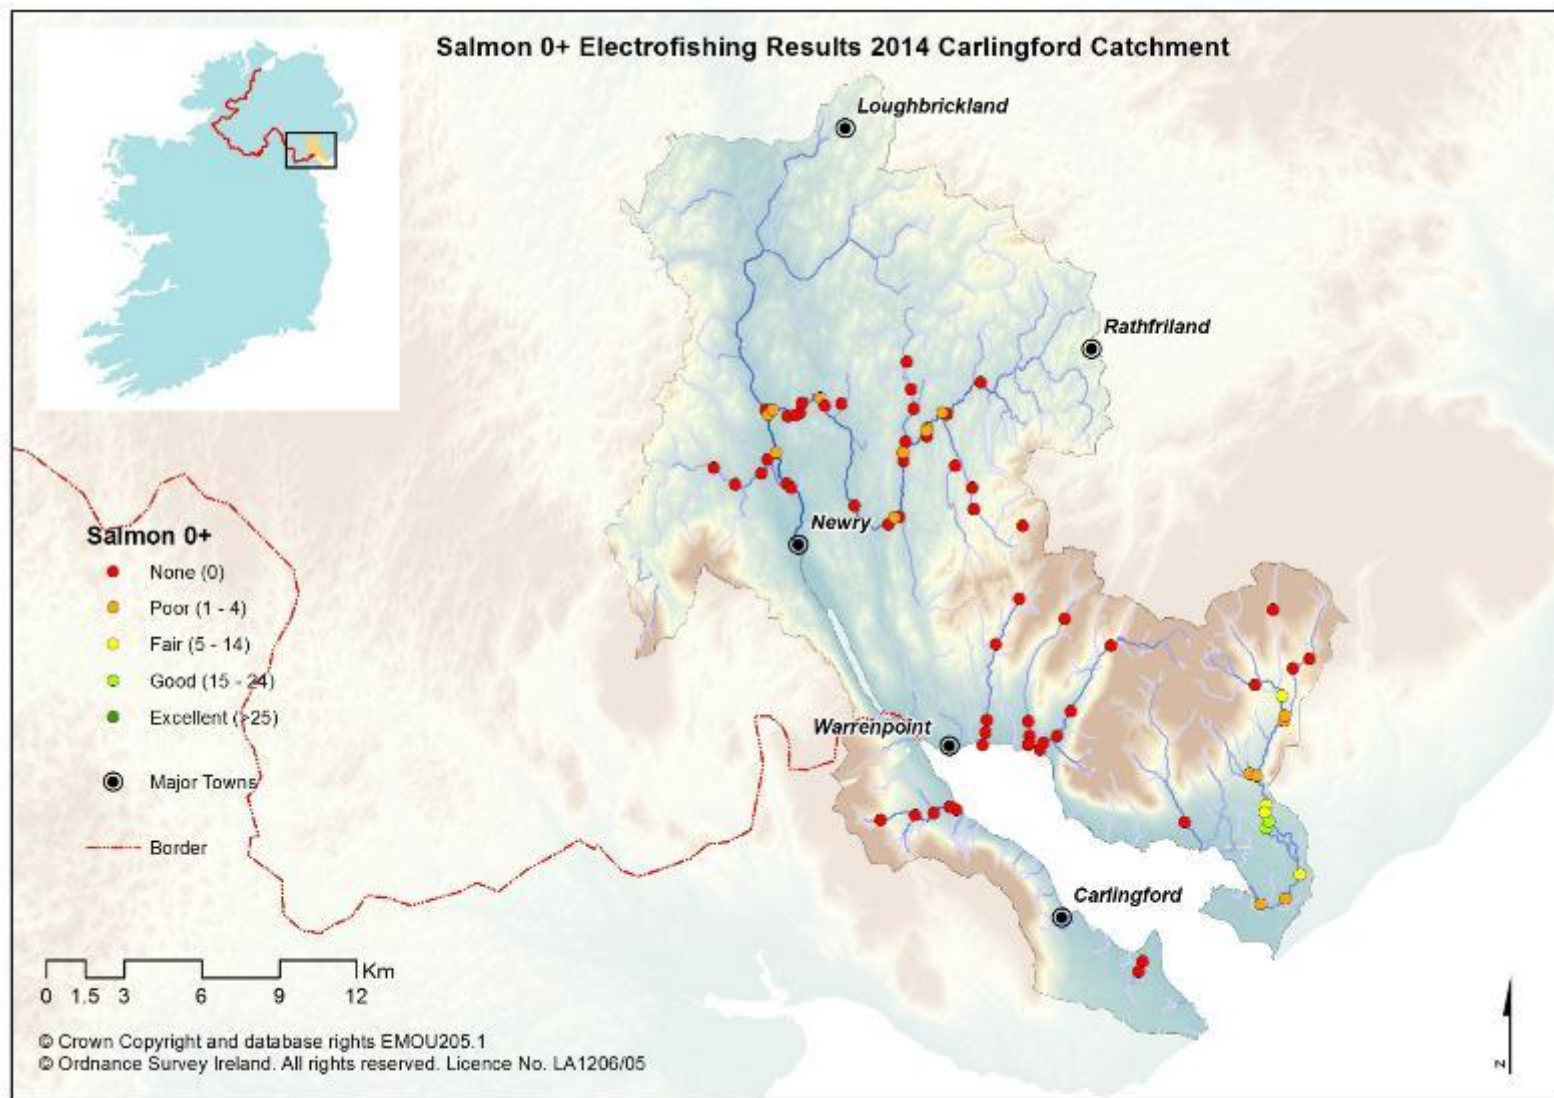 Salmon 0+ Electrofishing Results 2014 Carlingford Catchment
Loughbrickland
Rathfriland
Newry
Warrenpoint
Carlingford
Salmon 0+
None (0)
Poor (1 - 4)
Fair (5 - 14)
Good (15 - 24)
Excellent (>25)
Major Towns
Border
Km
0 1.5 3 6 9 12
© Crown Copyright and database rights EMOU205.1
© Ordnance Survey Ireland. All rights reserved. Licence No. LA1206/05
N